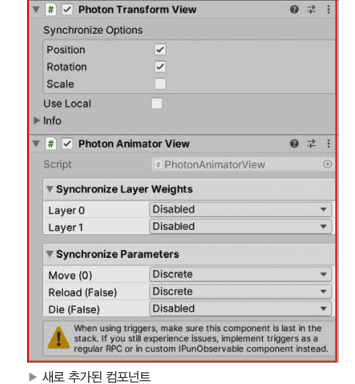 Photon Transform View
Synchronize Options
Position
Rotation
Scale
Use Local
Info
Photon Animator View
Script PhotonAnimatorView
Synchronize Layer Weights
Layer 0 Disabled
Layer 1 Disabled
Synchronize Parameters
Move (0) Discrete
Reload (False) Discrete
Die (False) Disabled
When using triggers, make sure this component is last in the
stack. If you still experience issues, implement triggers as a
regular RPC or in custom IPunObservable component instead.
▶ 새로 추가된 컴포넌트